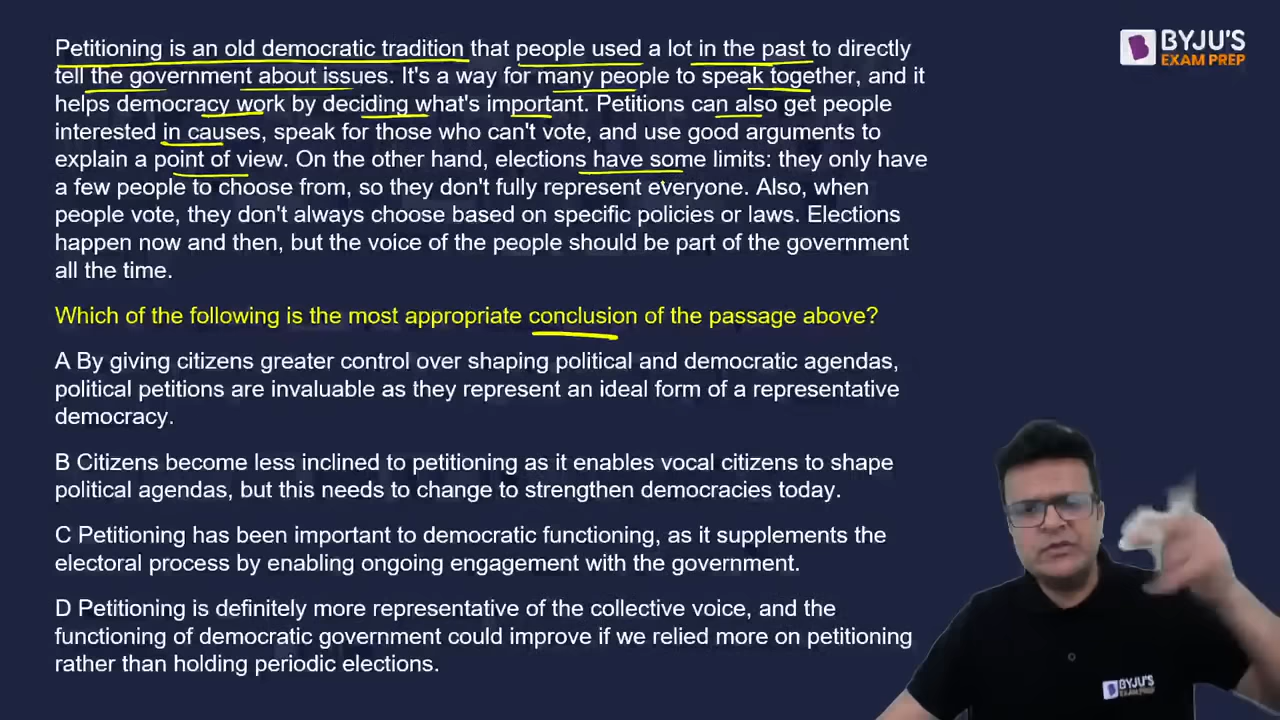 BYJU'S
EXAM PREP
Petitioning is an old democratic tradition that people used a lot in the past to directly
tell the government about issues. It's a way for many people to speak together, and it
helps democracy work by deciding what's important. Petitions can also get people
interested in causes, speak for those who can't vote, and use good arguments to
explain a point of view. On the other hand, elections have some limits: they only have
a few people to choose from, so they don't fully represent everyone. Also, when
people vote, they don't always choose based on specific policies or laws. Elections
happen now and then, but the voice of the people should be part of the government
all the time.
Which of the following is the most appropriate conclusion of the passage above?
A By giving citizens greater control over shaping political and democratic agendas,
political petitions are invaluable as they represent an ideal form of a representative
democracy.
B Citizens become less inclined to petitioning as it enables vocal citizens to shape
political agendas, but this needs to change to strengthen democracies today.
C Petitioning has been important to democratic functioning, as it supplements the
electoral process by enabling ongoing engagement with the government.
D Petitioning is definitely more representative of the collective voice, and the
functioning of democratic government could improve if we relied more on petitioning
rather than holding periodic elections.
BYJU'S
EXAM PREP